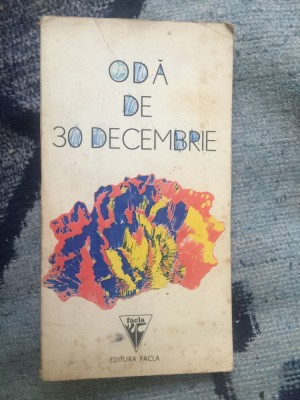 ODĂ
DE
30 DECEMBRIE
facla
EDITURA FACLA